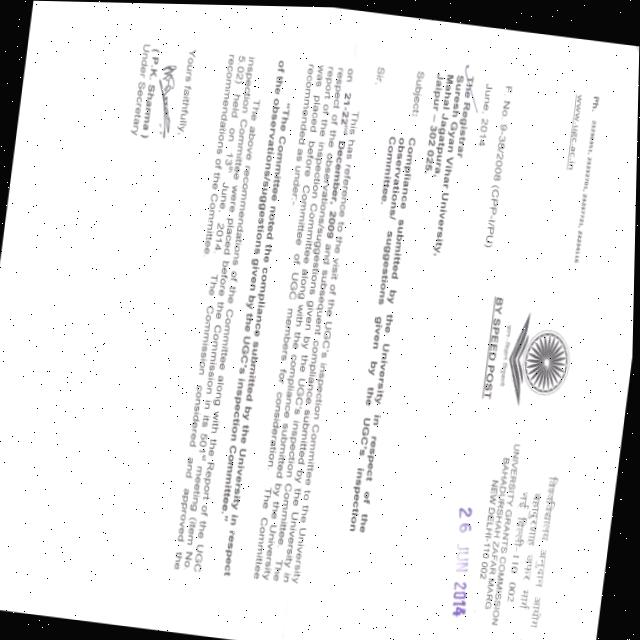 Ph:
www.ugc.ac.in
विश्वविद्यालय अनुदान आयोग
बहादुरशाह जफर मार्ग
नई दिल्ली-110 002
UNIVERSITY GRANTS COMMISSION
BAHADURSHAH ZAFAR MARG
NEW DELHI-110 002
BY SPEED POST
F. No. 9-38/2008 (CPP-I/PU)
June, 2014
26 JUN 2014
The Registrar
Suresh Gyan Vihar University,
Mahal Jagatpura,
Jaipur – 302 025.
Subject: Compliance submitted by the University in respect of the
observations/ suggestions given by the UGC's inspection
Committee.
Sir,
This has reference to the visit of the UGC's inspection Committee to the University
on 21-22nd December, 2009 and subsequent compliance submitted by the University in
respect of the observations/suggestions given by the UGC's inspection Committee. The
report of the Inspection Committee along with the compliance submitted by the University
was placed before Committee of UGC members for consideration. The Committee
recommended as under:-
"The Committee noted the compliance submitted by the University in respect
of the observations/suggestions given by the UGC's inspection Committee."
The above recommendations of the Committee along with the Report of the UGC
Inspection Committee were placed before the Commission in its 501st meeting (item No.
5.02) held on 13th June, 2014. The Commission considered and approved the
recommendations of the Committee.
Yours faithfully,
( P.K. Sharma )
Under Secretary